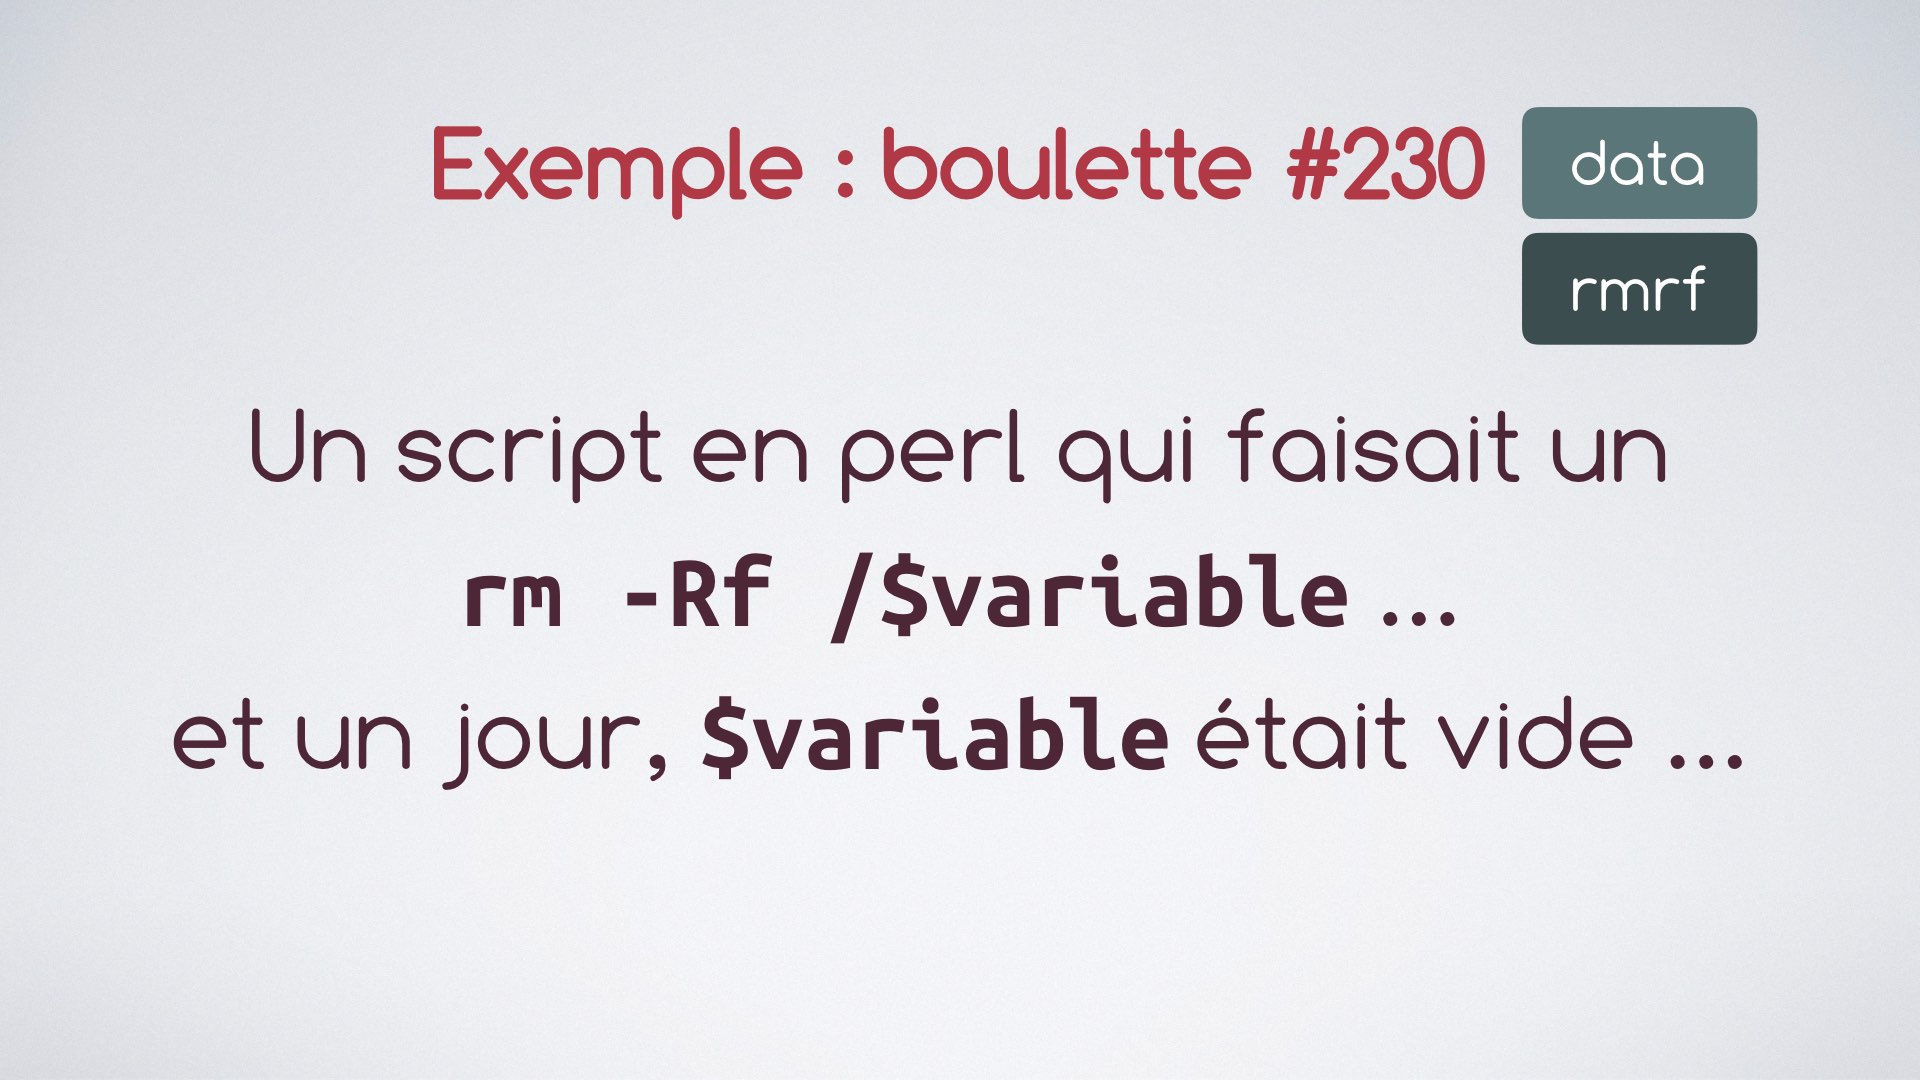 Exemple : boulette #230
data
rmrf
Un script en perl qui faisait un
rm -Rf /$variable ...
et un jour, $variable était vide ...